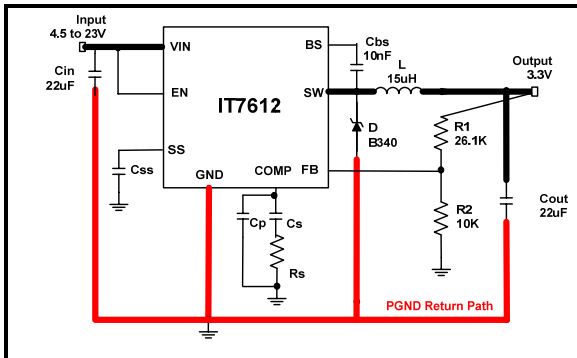 Input
4.5 to 23V
Cin
22uF
VIN
EN
SS
Css
IT7612
GND
COMP
BS
SW
FB
Cbs
10nF
L
15uH
Output
3.3V
D
B340
R1
26.1K
R2
10K
Cout
22uF
Cp
Cs
Rs
PGND Return Path